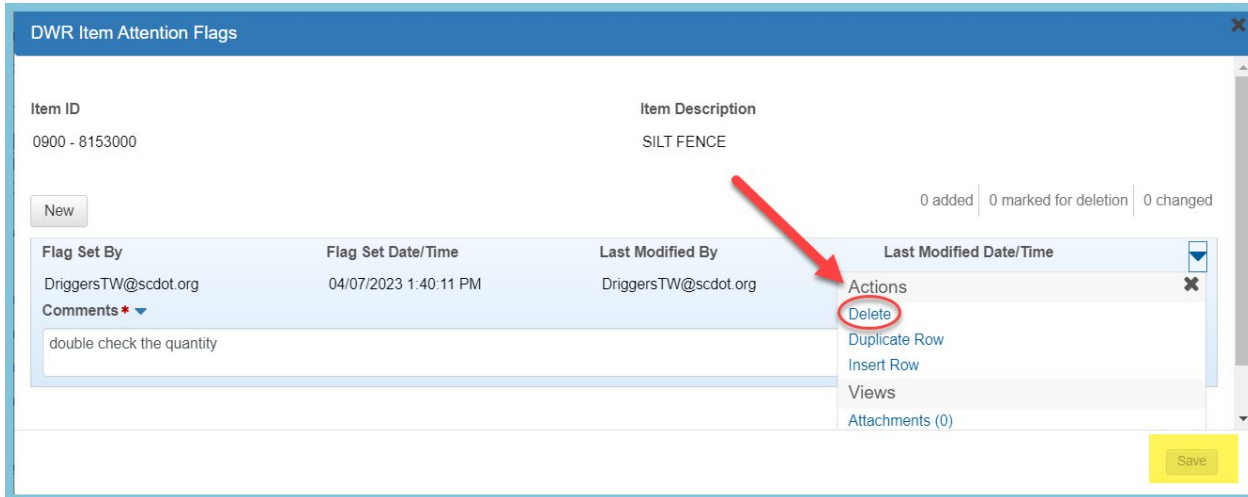 DWR Item Attention Flags
Item ID
Item Description
0900 - 8153000
SILT FENCE
New
0 added
0 marked for deletion
0 changed
Flag Set By
Flag Set Date/Time
Last Modified By
Last Modified Date/Time
DriggersTW@scdot.org
04/07/2023 1:40:11 PM
DriggersTW@scdot.org
Comments*
double check the quantity
Actions
Delete
Duplicate Row
Insert Row
Views
Attachments (0)
Save